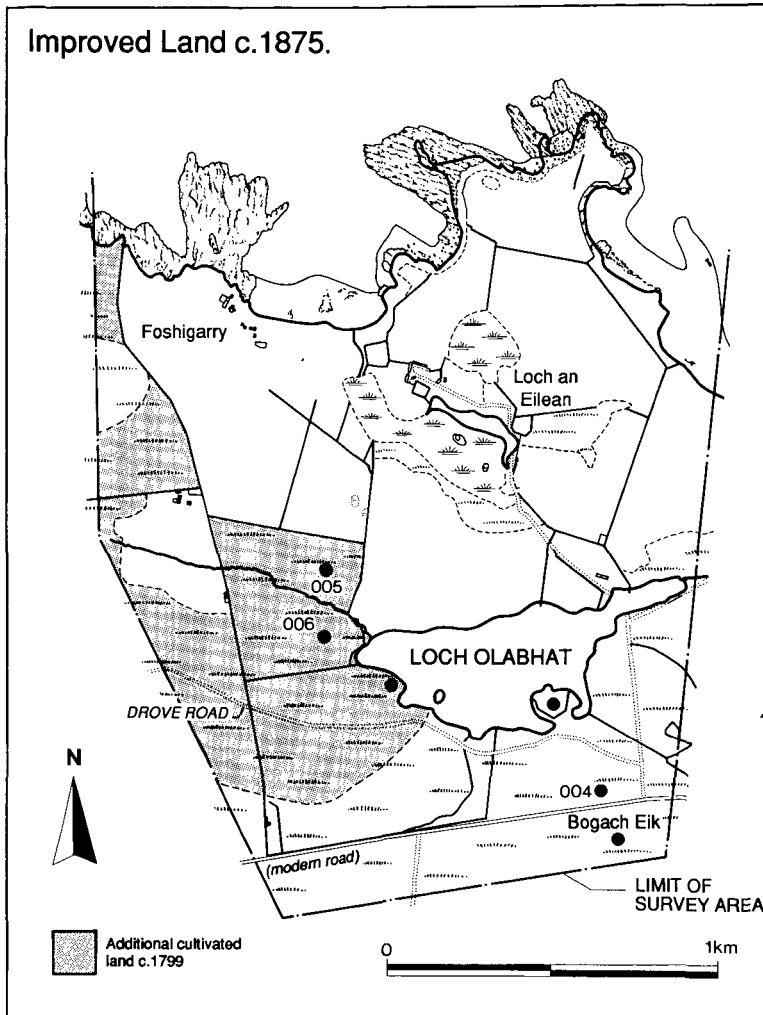 Improved Land c.1875.
Foshigarry
Loch an
Eilean
005
006
LOCH OLABHAT
DROVE ROAD
N
004
Bogach Eik
(modern road)
LIMIT OF
SURVEY AREA
Additional cultivated
land c.1799
0
1km